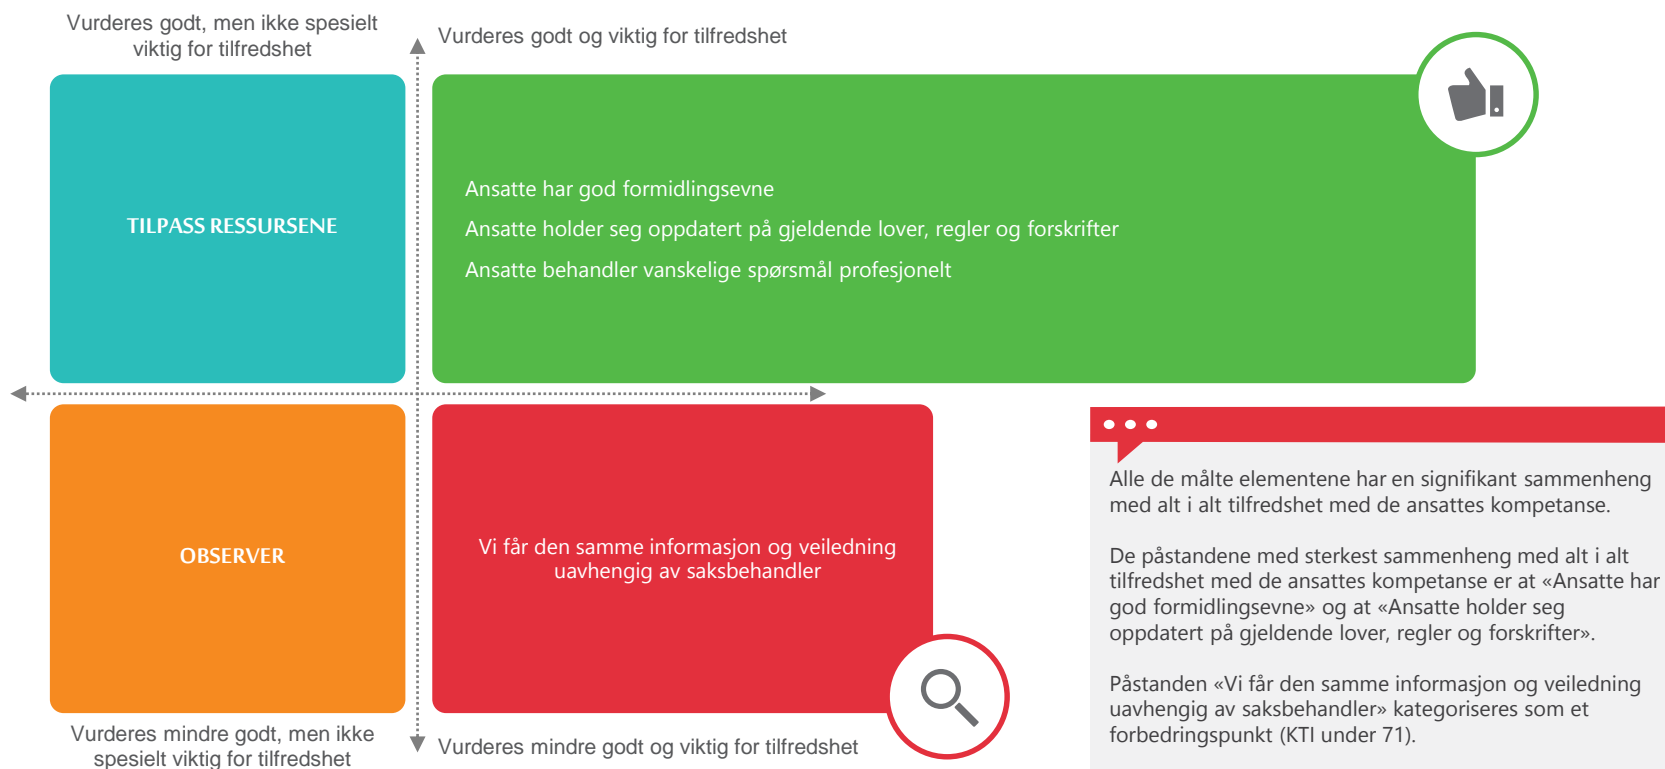 Vurderes godt, men ikke spesielt
viktig for tilfredshet
Vurderes godt og viktig for tilfredshet
TILPASS RESSURSENE
Ansatte har god formidlingsevne
Ansatte holder seg oppdatert på gjeldende lover, regler og forskrifter
Ansatte behandler vanskelige spørsmål profesjonelt
OBSERVER
Vi får den samme informasjon og veiledning
uavhengig av saksbehandler
Vurderes mindre godt, men ikke
spesielt viktig for tilfredshet
Vurderes mindre godt og viktig for tilfredshet
Alle de målte elementene har en signifikant sammenheng
med alt i alt tilfredshet med de ansattes kompetanse.
De påstandene med sterkest sammenheng med alt i alt
tilfredshet med de ansattes kompetanse er at «Ansatte har
god formidlingsevne» og at «Ansatte holder seg
oppdatert på gjeldende lover, regler og forskrifter».
Påstanden «Vi får den samme informasjon og veiledning
uavhengig av saksbehandler» kategoriseres som et
forbedringspunkt (KTI under 71).